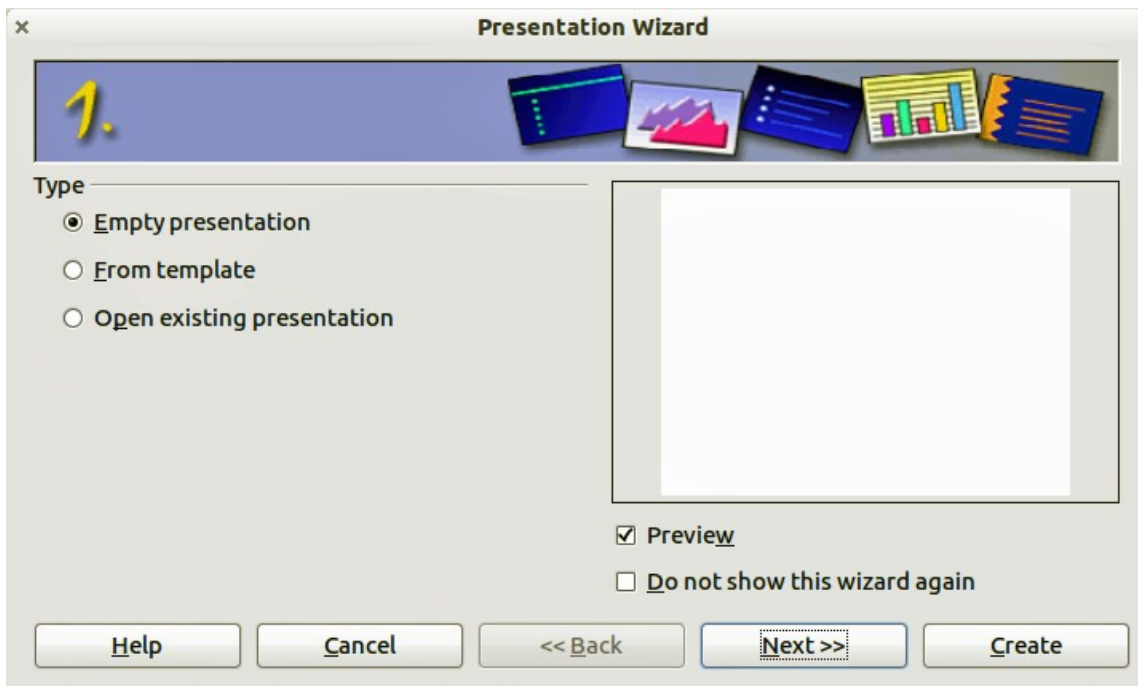 Presentation Wizard
1.
Type
Empty presentation
From template
Open existing presentation
Preview
Do not show this wizard again
Help
Cancel
<< Back
Next >>
Create